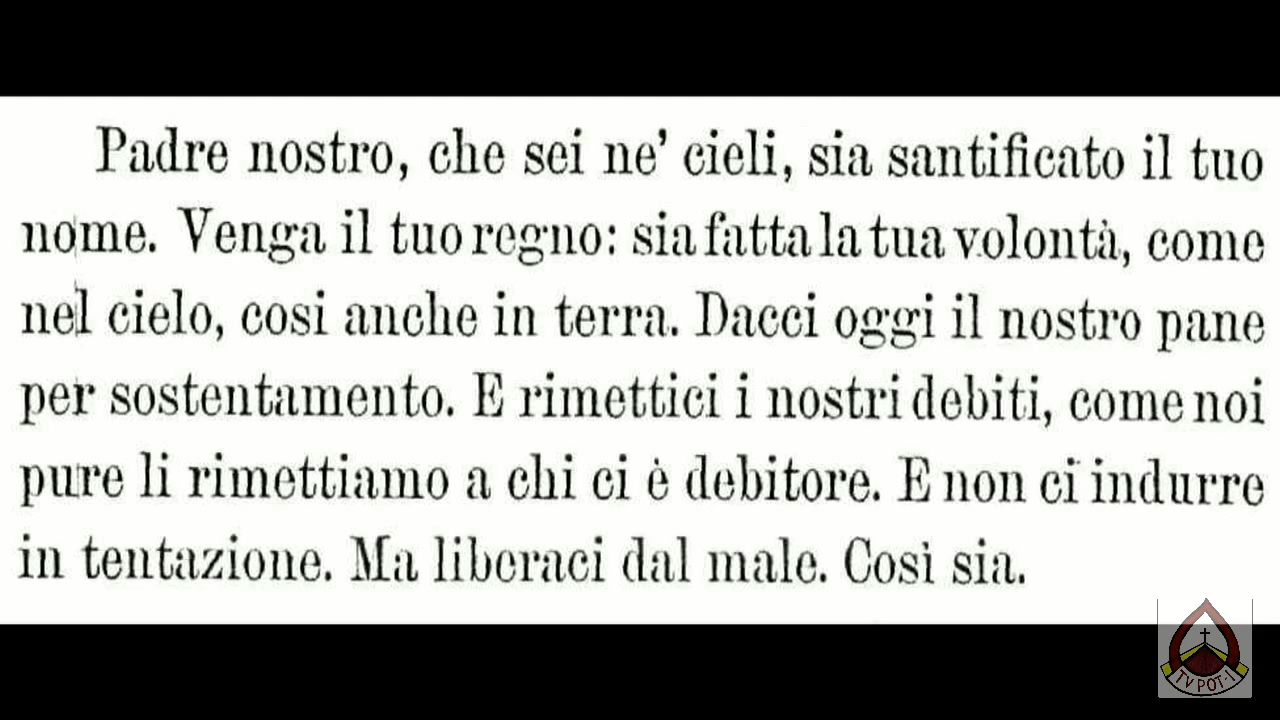 Padre nostro, che sei ne' cieli, sia santificato il tuo
nome. Venga il tuo regno: sia fatta la tua volontà, come
nel cielo, cosi anche in terra. Dacci oggi il nostro pane
per sostentamento. E rimettici i nostri debiti, come noi
pure li rimettiamo a chi ci è debitore. E non ci indurre
in tentazione. Ma liberaci dal male. Così sia.
TV POT-I